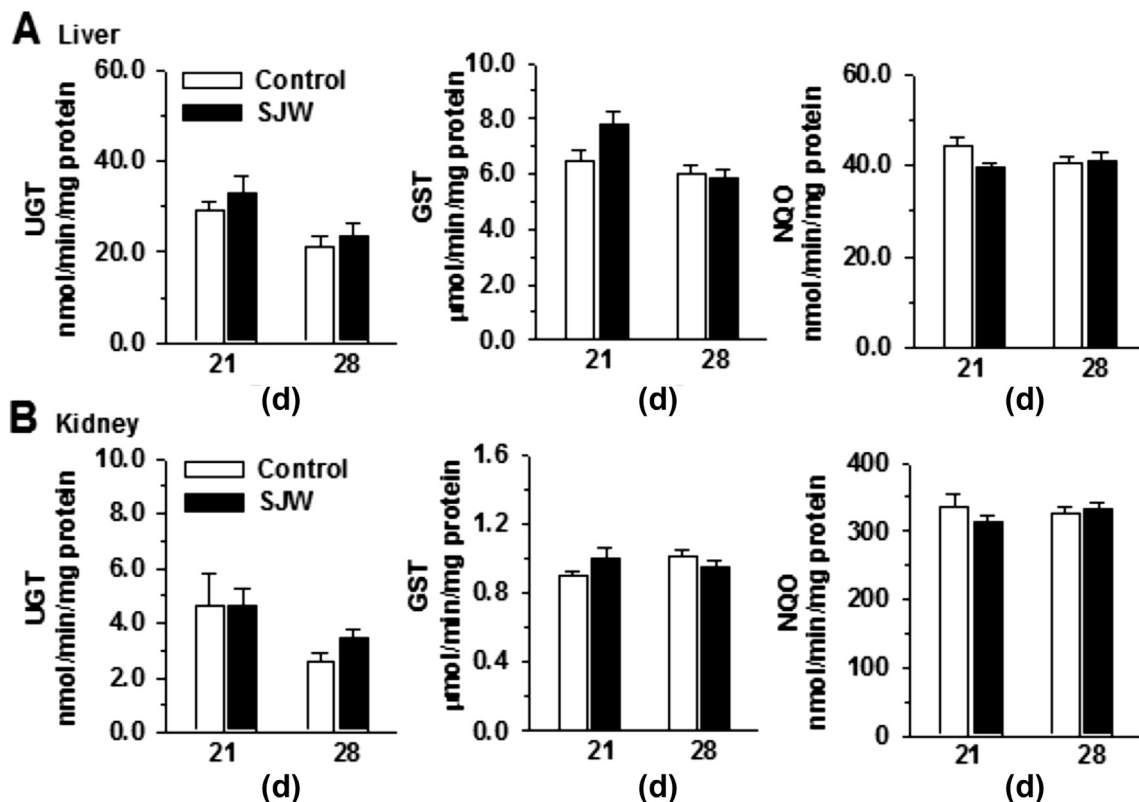 A Liver
UGT
nmol/min/mg protein
60.0
40.0
20.0
0.0
Control
SJW
21 28
(d)
GST
µmol/min/mg protein
10.0
8.0
6.0
4.0
2.0
0.0
21 28
(d)
NQO
nmol/min/mg protein
60.0
40.0
20.0
0.0
21 28
(d)
B Kidney
UGT
nmol/min/mg protein
10.0
8.0
6.0
4.0
2.0
0.0
Control
SJW
21 28
(d)
GST
µmol/min/mg protein
1.6
1.2
0.8
0.4
0.0
21 28
(d)
NQO
nmol/min/mg protein
400
300
200
100
0
21 28
(d)